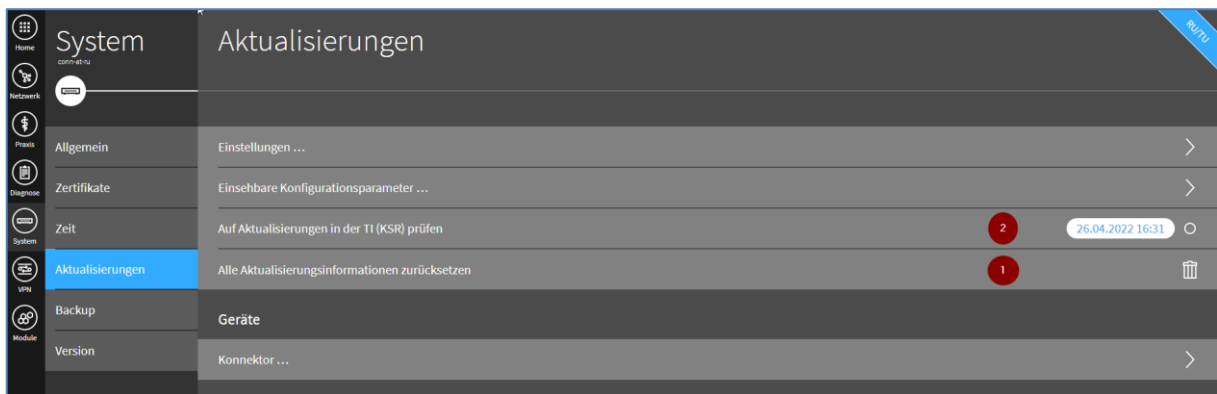 Home
Netzwerk
Praxis
Diagnose
System
VPN
Module
System
conn-at-ru
Allgemein
Zertifikate
Zeit
Aktualisierungen
Backup
Version
Aktualisierungen
RU/TU
Einstellungen ...
Einsehbare Konfigurationsparameter ...
Auf Aktualisierungen in der TI (KSR) prüfen 2 26.04.2022 16:31
Alle Aktualisierungsinformationen zurücksetzen 1
Geräte
Konnektor ...